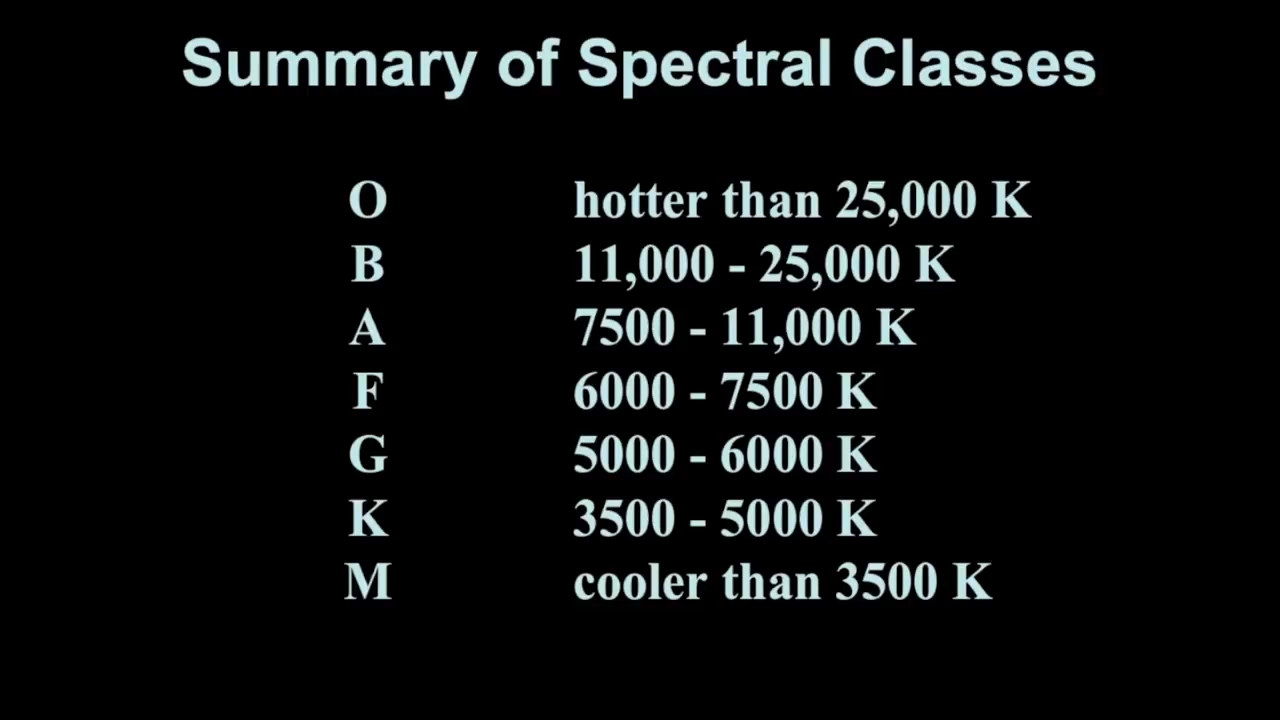 Summary of Spectral Classes
O hotter than 25,000 K
B 11,000 - 25,000 K
A 7500 - 11,000 K
F 6000 - 7500 K
G 5000 - 6000 K
K 3500 - 5000 K
M cooler than 3500 K